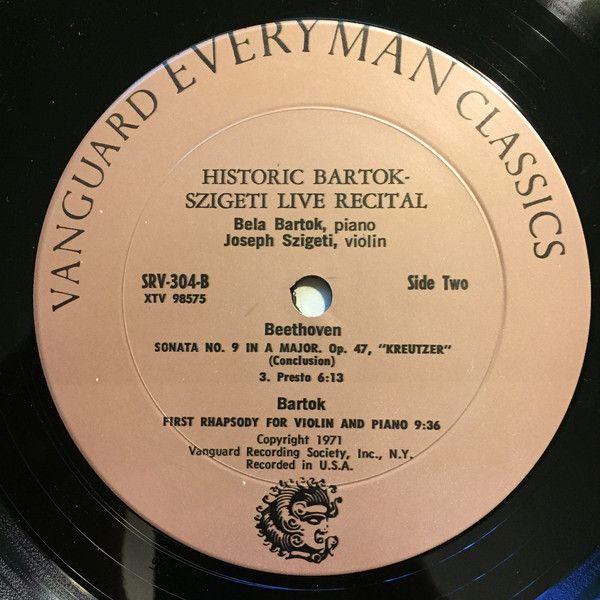 VANGUARD EVERYMAN CLASSICS
HISTORIC BARTOK-
SZIGETI LIVE RECITAL
Bela Bartok, piano
Joseph Szigeti, violin
SRV-304-B
XTV 98575
Side Two
Beethoven
SONATA NO. 9 IN A MAJOR. Op. 47, "KREUTZER"
(Conclusion)
3. Presto 6:13
Bartok
FIRST RHAPSODY FOR VIOLIN AND PIANO 9:36
Copyright 1971
Vanguard Recording Society, Inc., N.Y.
Recorded in U.S.A.